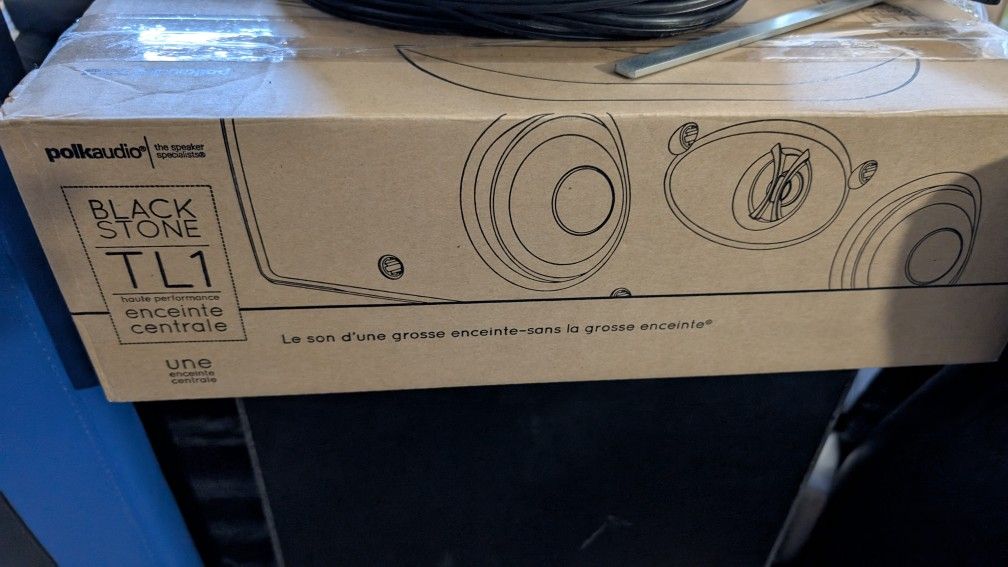 polkaudio® the speaker
specialists®
BLACK
STONE
TL1
haute performance
enceinte
centrale
une
enceinte
centrale
Le son d'une grosse enceinte-sans la grosse enceinte®